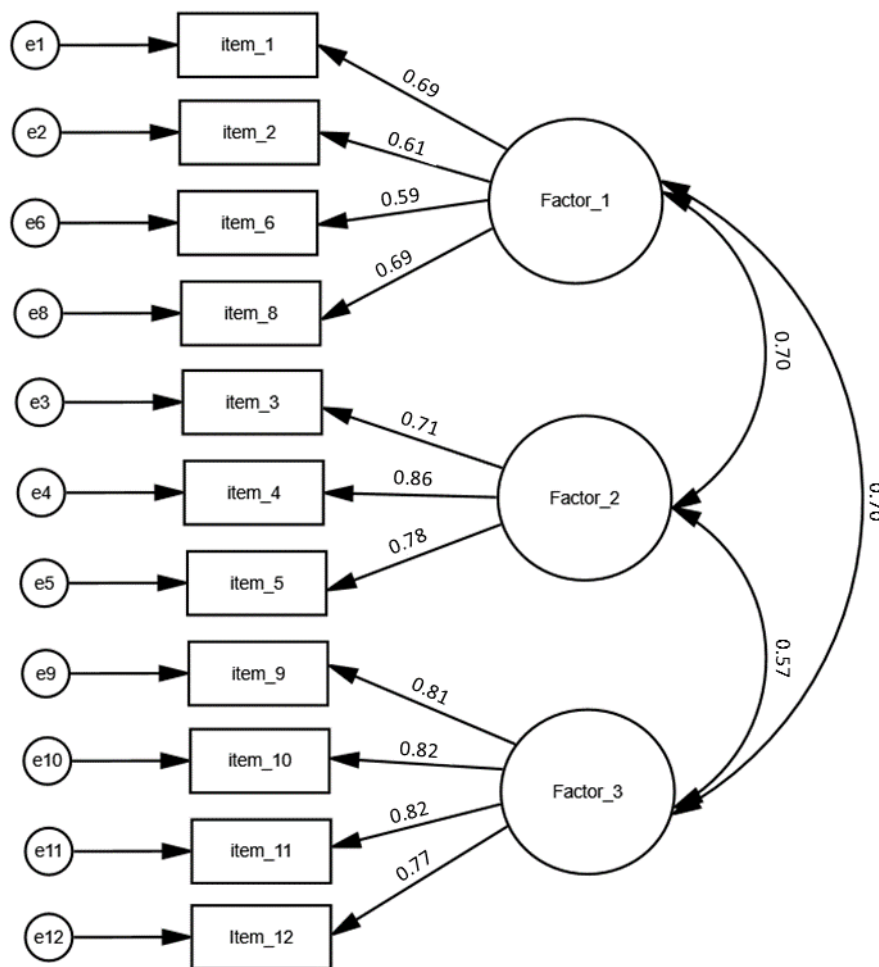 e1
item_1
0.69
e2
item_2
0.61
Factor_1
e6
item_6
0.59
e8
item_8
0.69
0.70
e3
item_3
0.71
e4
item_4
0.86
Factor_2
e5
item_5
0.78
e9
item_9
0.81
0.57
e10
item_10
0.82
Factor_3
e11
item_11
0.82
e12
Item_12
0.77